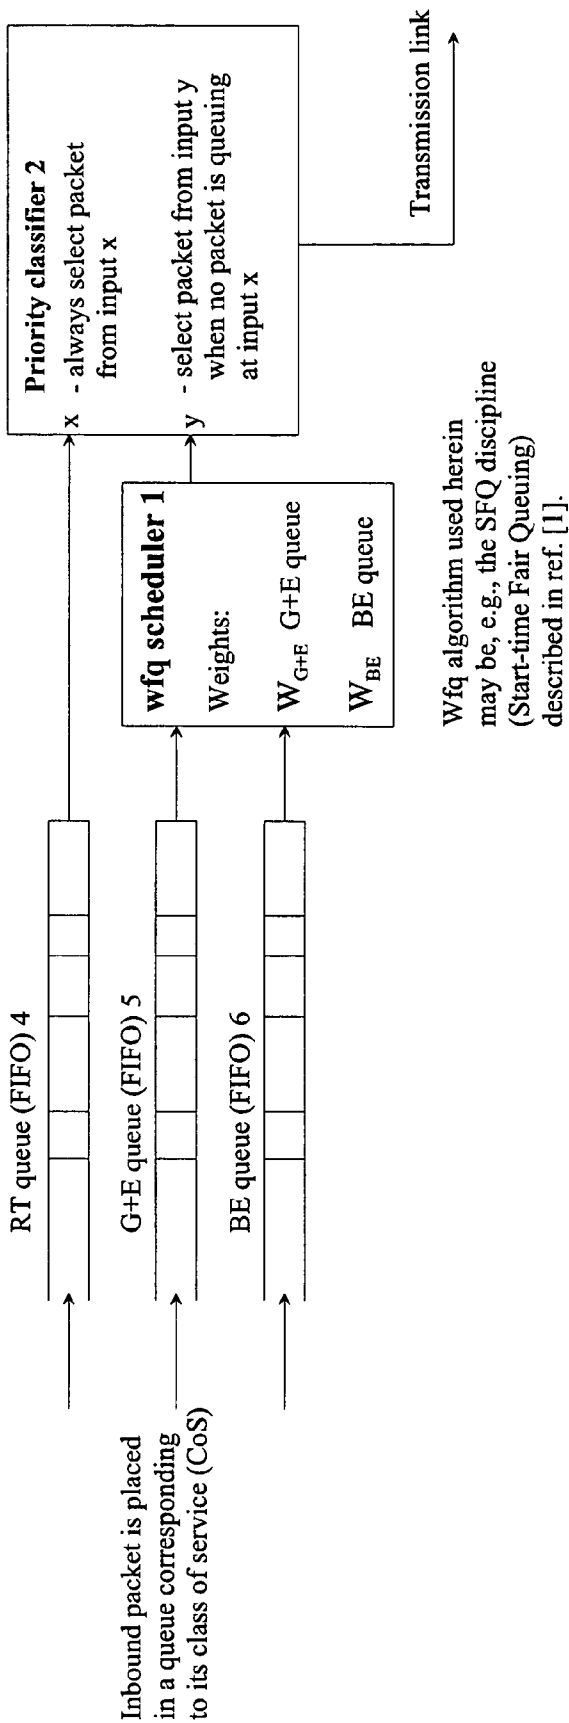 Inbound packet is placed
in a queue corresponding
to its class of service (CoS)
RT queue (FIFO) 4
G+E queue (FIFO) 5
BE queue (FIFO) 6
wfq scheduler 1
Weights:
W_G+E G+E queue
W_BE BE queue
Priority classifier 2
x - always select packet
from input x
y - select packet from input y
when no packet is queuing
at input x
Transmission link
Wfq algorithm used herein
may be, e.g., the SFQ discipline
(Start-time Fair Queuing)
described in ref. [1].